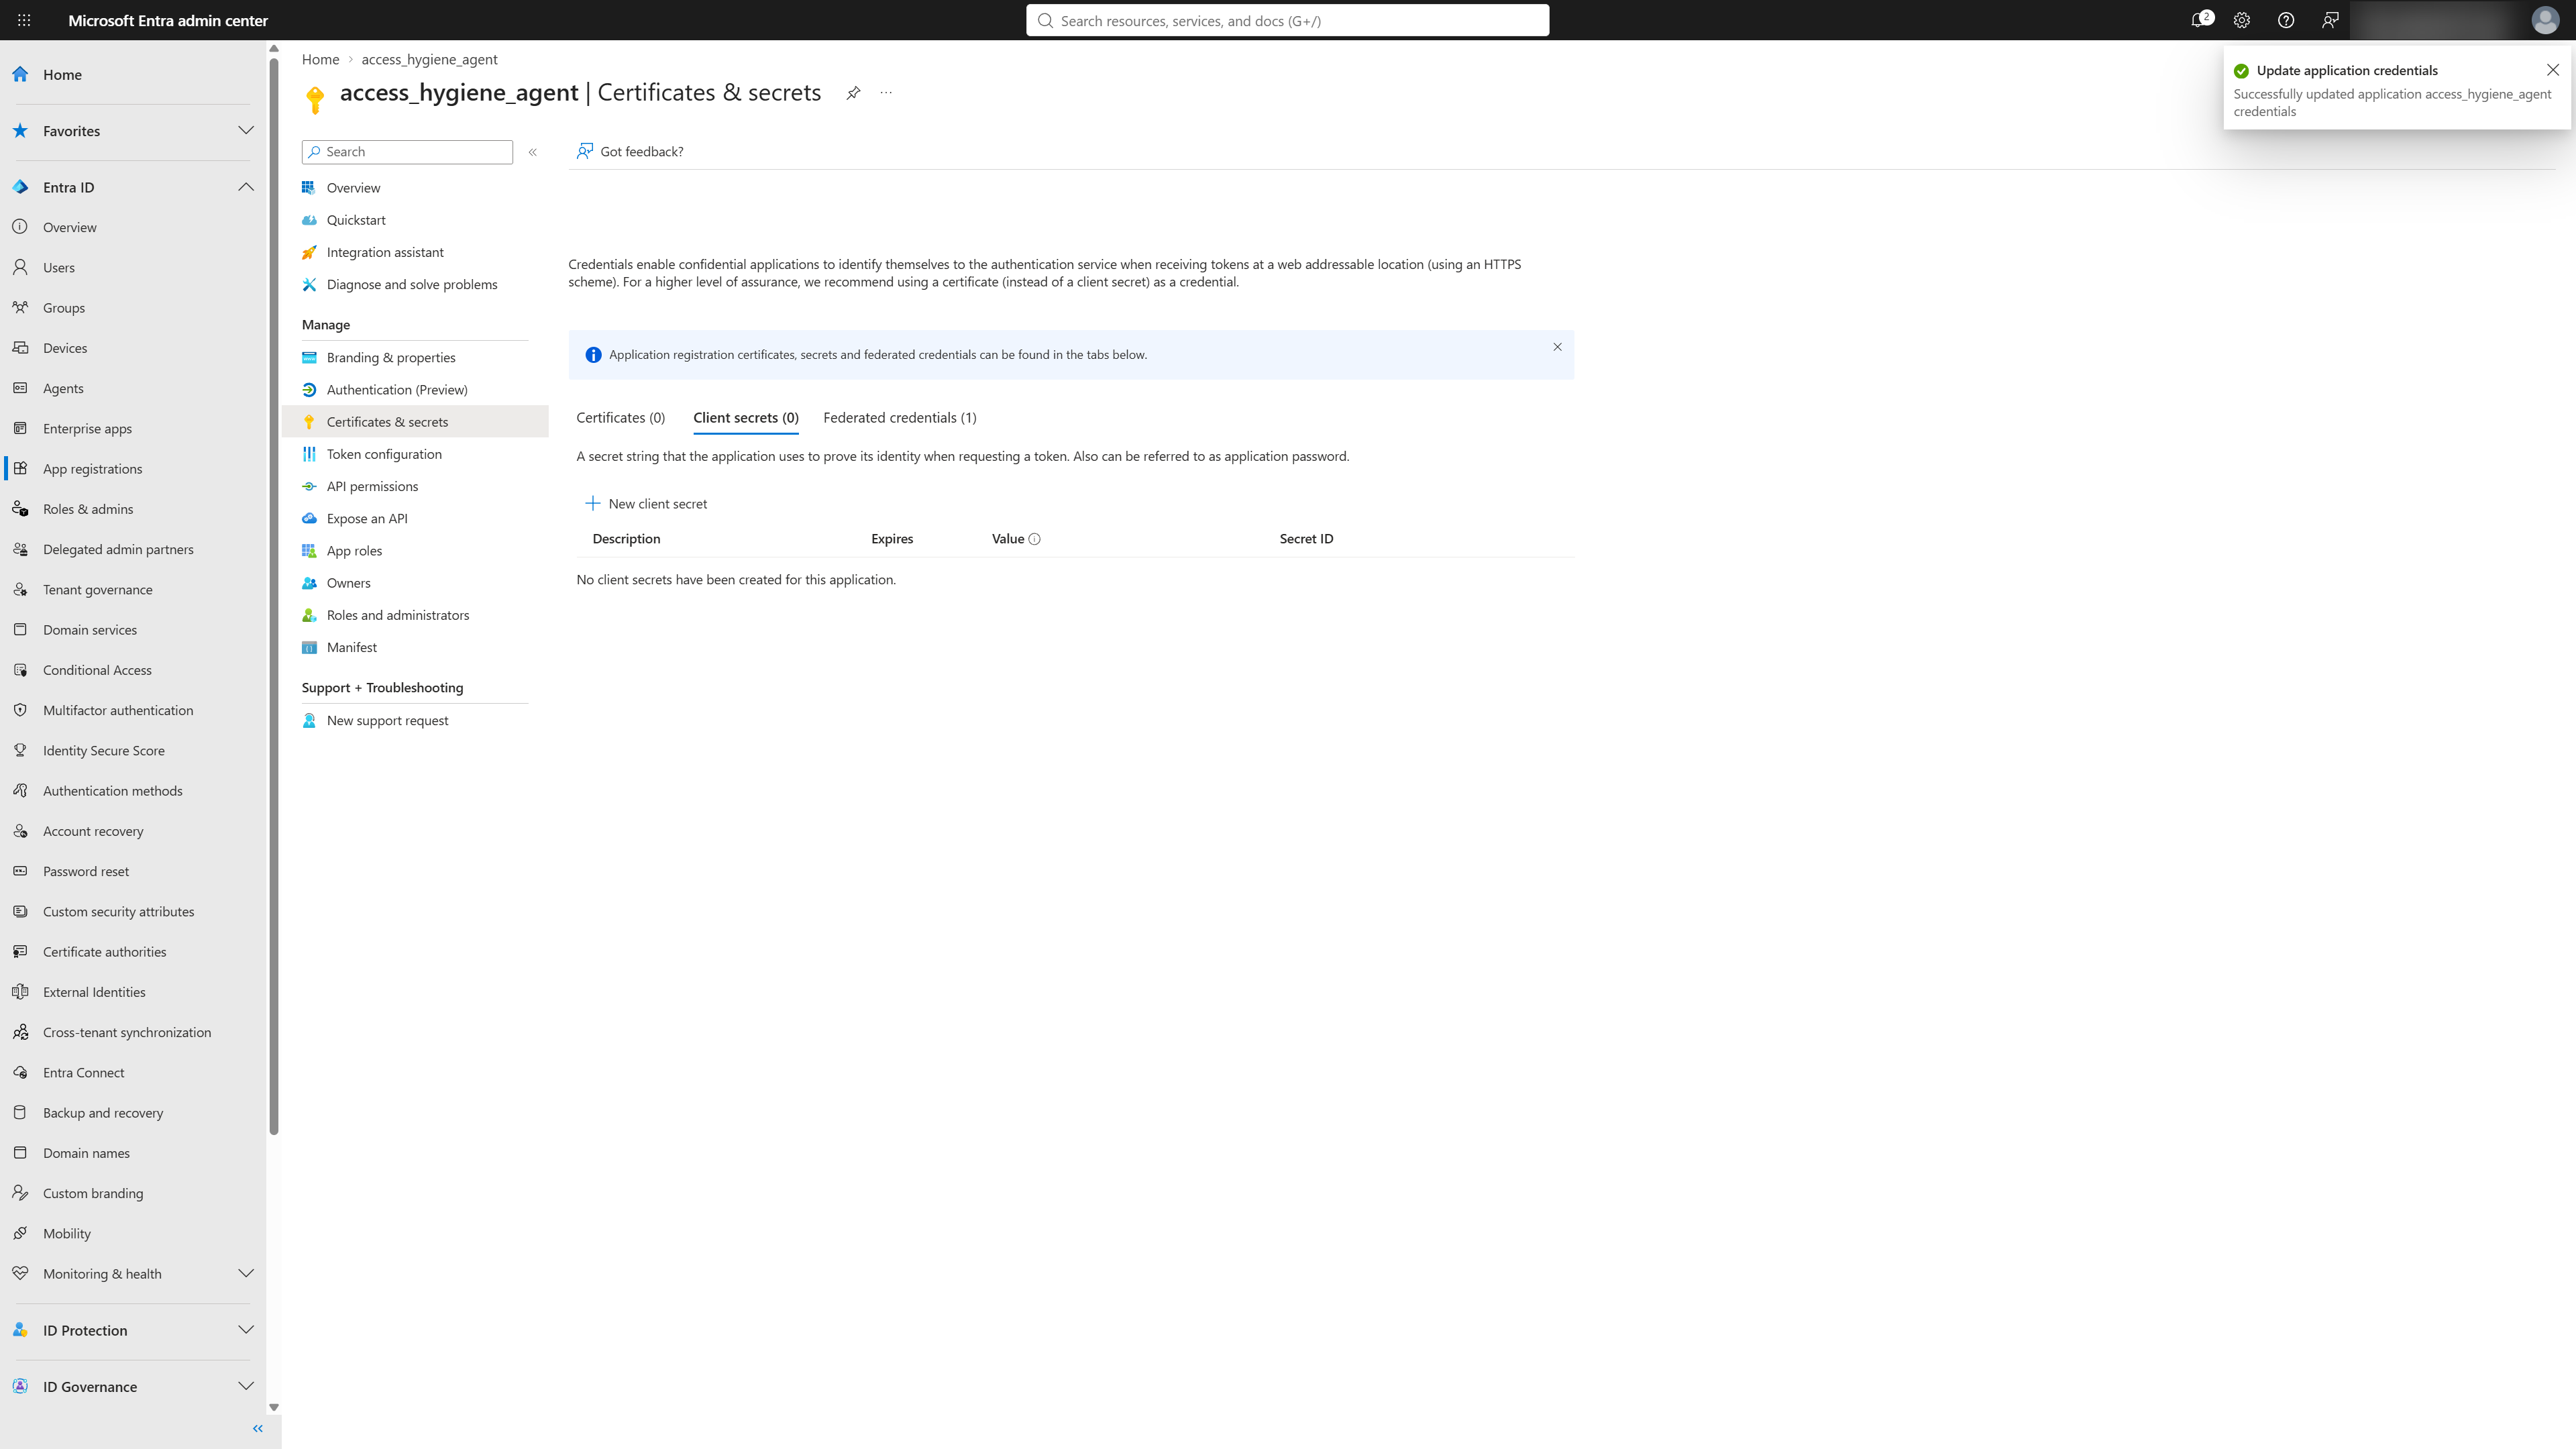 Microsoft Entra admin center
Search resources, services, and docs (G+/)
2
Update application credentials
Successfully updated application access_hygiene_agent
credentials
Home
Favorites
Entra ID
Overview
Users
Groups
Devices
Agents
Enterprise apps
App registrations
Roles & admins
Delegated admin partners
Tenant governance
Domain services
Conditional Access
Multifactor authentication
Identity Secure Score
Authentication methods
Account recovery
Password reset
Custom security attributes
Certificate authorities
External Identities
Cross-tenant synchronization
Entra Connect
Backup and recovery
Domain names
Custom branding
Mobility
Monitoring & health
ID Protection
ID Governance
Home > access_hygiene_agent
access_hygiene_agent | Certificates & secrets
Search
Overview
Quickstart
Integration assistant
Diagnose and solve problems
Manage
Branding & properties
Authentication (Preview)
Certificates & secrets
Token configuration
API permissions
Expose an API
App roles
Owners
Roles and administrators
Manifest
Support + Troubleshooting
New support request
Got feedback?
Credentials enable confidential applications to identify themselves to the authentication service when receiving tokens at a web addressable location (using an HTTPS
scheme). For a higher level of assurance, we recommend using a certificate (instead of a client secret) as a credential.
Application registration certificates, secrets and federated credentials can be found in the tabs below.
Certificates (0) Client secrets (0) Federated credentials (1)
A secret string that the application uses to prove its identity when requesting a token. Also can be referred to as application password.
New client secret
Description Expires Value Secret ID
No client secrets have been created for this application.